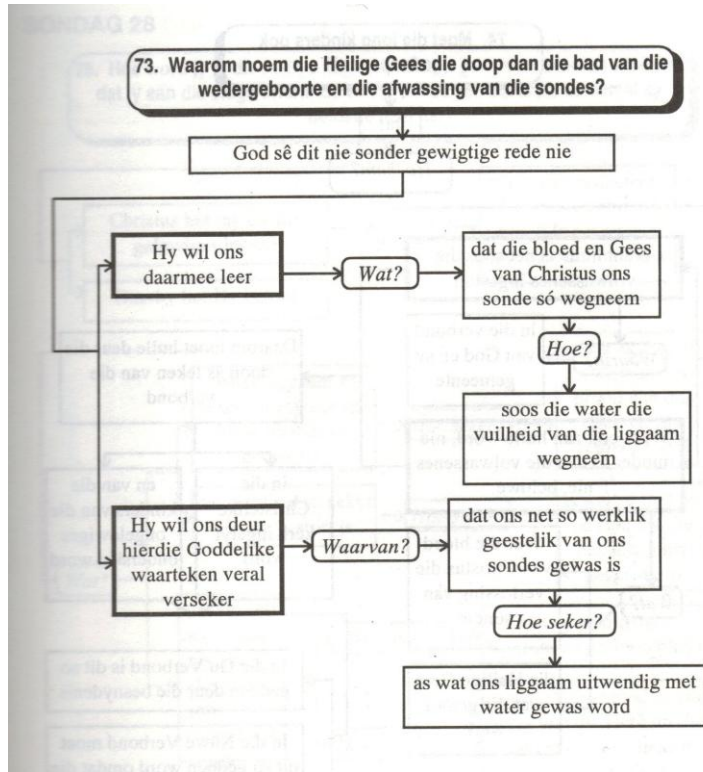 SONDAG 28
73. Waarom noem die Heilige Gees die doop dan die bad van die
wedergeboorte en die afwassing van die sondes?
God sê dit nie sonder gewigtige rede nie
Hy wil ons
daarmee leer
Wat?
dat die bloed en Gees
van Christus ons
sonde só wegneem
Hoe?
soos die water die
vuilheid van die liggaam
wegneem
Hy wil ons deur
hierdie Goddelike
waarteken veral
verseker
Waarvan?
dat ons net so werklik
geestelik van ons
sondes gewas is
Hoe seker?
as wat ons liggaam uitwendig met
water gewas word